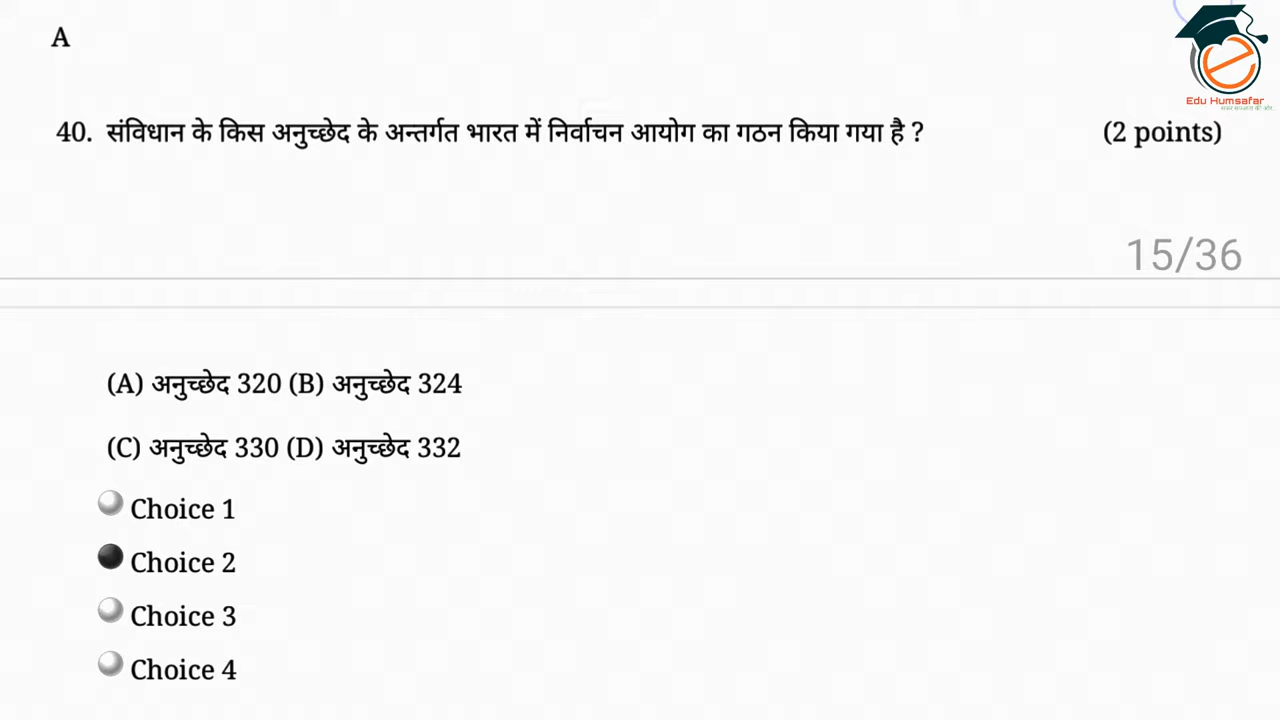 A
Edu Humsafar
40. संविधान के किस अनुच्छेद के अन्तर्गत भारत में निर्वाचन आयोग का गठन किया गया है ? (2 points)
15/36
(A) अनुच्छेद 320 (B) अनुच्छेद 324
(C) अनुच्छेद 330 (D) अनुच्छेद 332
Choice 1
Choice 2
Choice 3
Choice 4